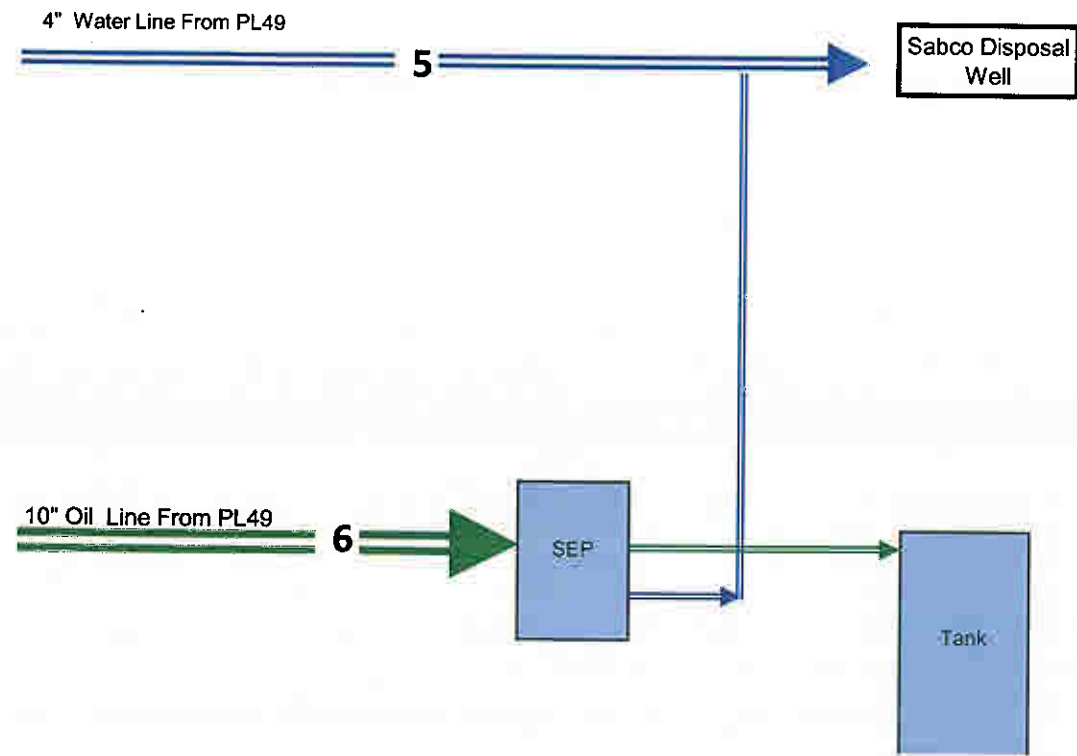 4" Water Line From PL49
5
Sabco Disposal
Well
10" Oil Line From PL49
6
SEP
Tank